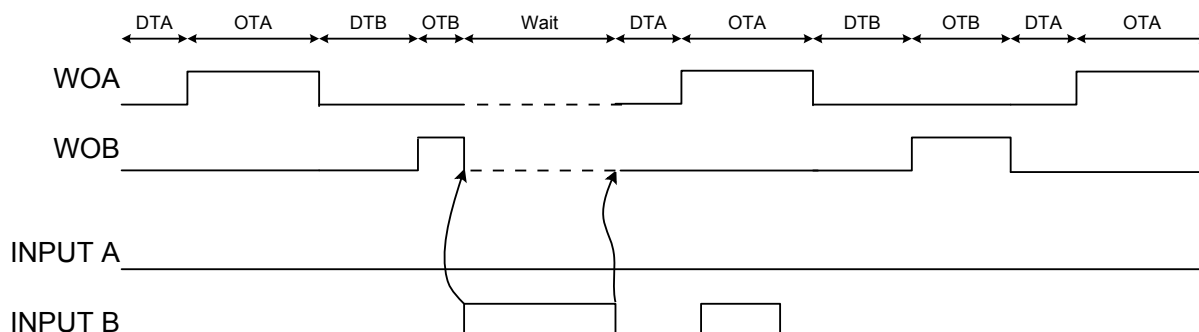 DTA OTA DTB OTB Wait DTA OTA DTB OTB DTA OTA
WOA
WOB
INPUT A
INPUT B